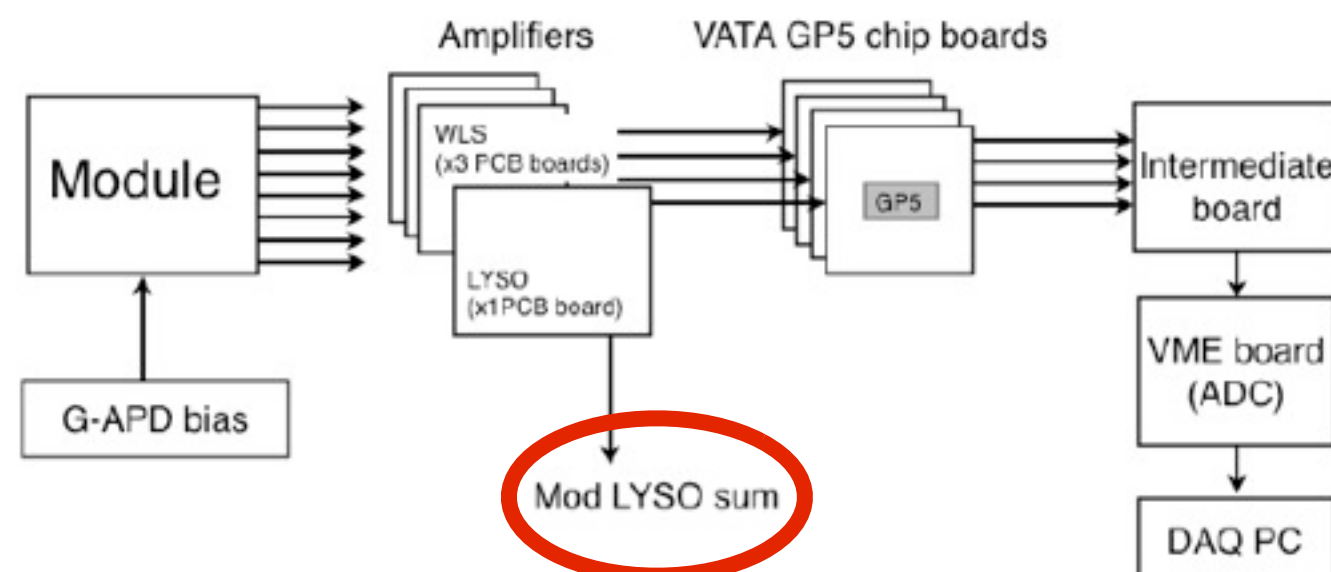 Amplifiers
VATA GP5 chip boards
Module
WLS
(x3 PCB boards)
LYSO
(x1PCB board)
GP5
Intermediate
board
VME board
(ADC)
G-APD bias
Mod LYSO sum
DAQ PC